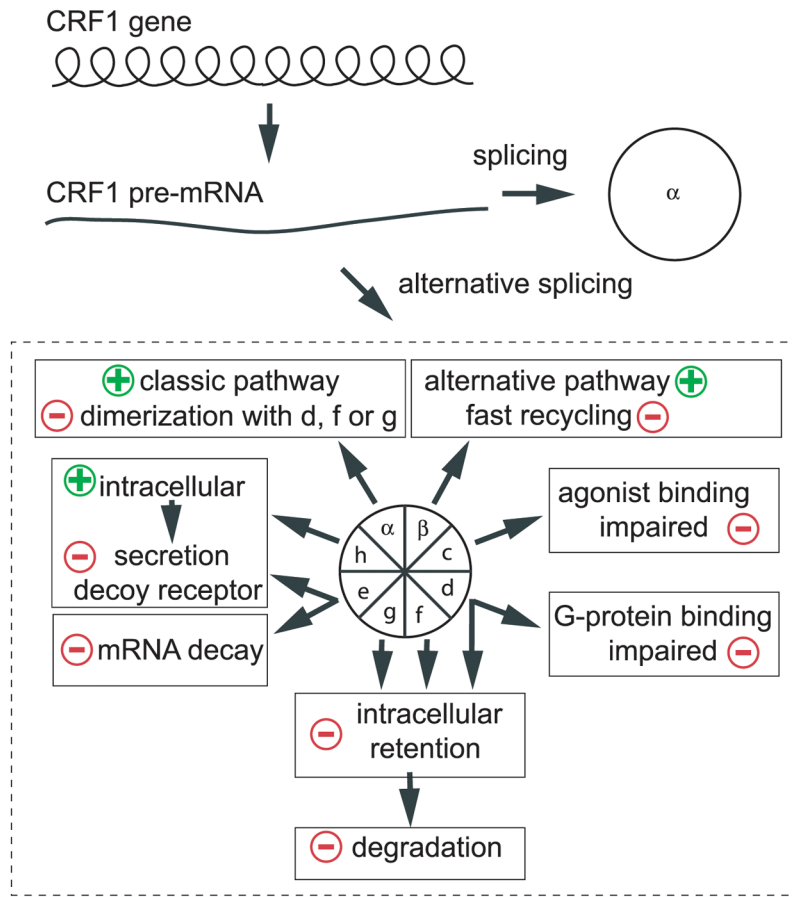 CRF1 gene
CRF1 pre-mRNA
splicing
α
alternative splicing
classic pathway
dimerization with d, f or g
alternative pathway
fast recycling
intracellular
secretion
decoy receptor
mRNA decay
agonist binding
impaired
G-protein binding
impaired
α β
h c
e d
g f
intracellular
retention
degradation